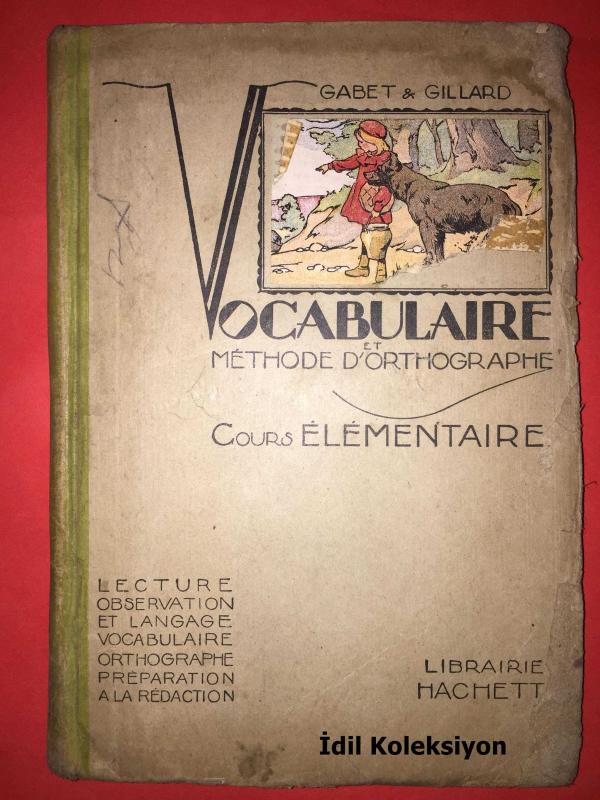 GABET & GILLARD
VOCABULAIRE
ET
MÉTHODE D'ORTHOGRAPHE
COURS ÉLÉMENTAIRE
LECTURE
OBSERVATION
ET LANGAGE
VOCABULAIRE
ORTHOGRAPHE
PRÉPARATION
A LA RÉDACTION
LIBRAIRIE
HACHETT
İdil Koleksiyon